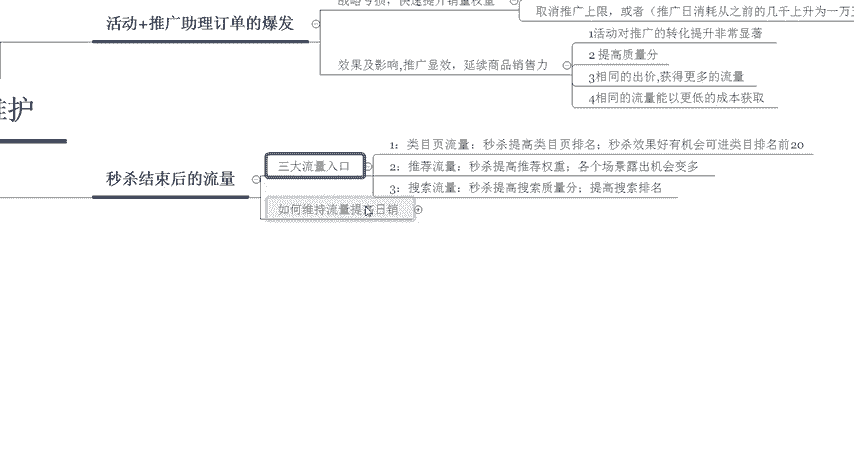 战略亏损，快速提升销量权重
取消推广上限，或者（推广日消耗从之前的几千上升为一万
活动+推广助理订单的爆发
1活动对推广的转化提升非常显著
2 提高质量分
效果及影响,推广显效，延续商品销售力
3相同的出价,获得更多的流量
4相同的流量能以更低的成本获取
维护
1：类目页流量：秒杀提高类目页排名；秒杀效果好有机会可进类目排名前20
三大流量入口
2：推荐流量：秒杀提高推荐权重；各个场景露出机会变多
秒杀结束后的流量
3：搜索流量：秒杀提高搜索质量分；提高搜索排名
如何维持流量提高日销